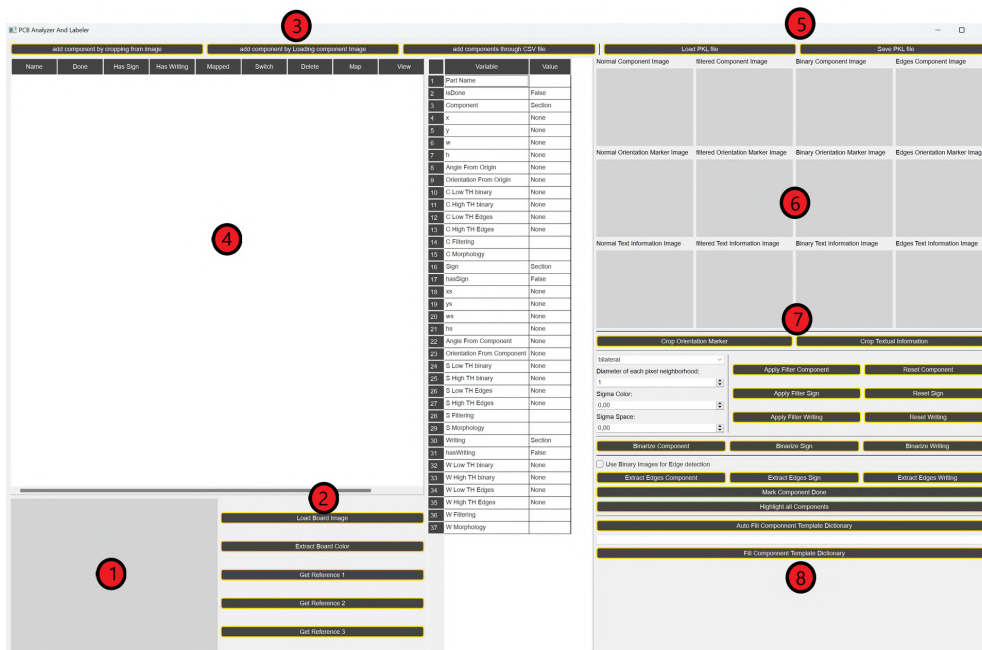 3
5
PCB Analyzer And Labeler
add component by cropping from image
add component by Loading component Image
add components through CSV file
Load PKL file
Save PKL file
Name Done Has Sign Has Writing Mapped Switch Delete Map View
Variable Value
1 Part Name
2 isDone False
3 Component Section
4 x None
5 y None
6 w None
7 h None
8 Angle From Origin None
9 Orientation From Origin None
10 C Low TH binary None
11 C High TH binary None
12 C Low TH Edges None
13 C High TH Edges None
14 C Filtering
15 C Morphology
16 Sign Section
17 hasSign False
18 xs None
19 ys None
20 ws None
21 hs None
22 Angle From Component None
23 Orientation From Component None
24 S Low TH binary None
25 S High TH binary None
26 S Low TH Edges None
27 S High TH Edges None
28 S Filtering
29 S Morphology
30 Writing Section
31 hasWriting False
32 W Low TH binary None
33 W High TH binary None
34 W Low TH Edges None
35 W High TH Edges None
36 W Filtering
37 W Morphology
4
2
Load Board Image
Extract Board Color
1
Get Reference 1
Get Reference 2
Get Reference 3
Normal Component Image filtered Component Image Binary Component Image Edges Component Image
Normal Orientation Marker Image filtered Orientation Marker Image Binary Orientation Marker Image Edges Orientation Marker Imag
6
Normal Text Information Image filtered Text Information Image Binary Text Information Image Edges Text Information Image
7
Crop Orientation Marker
Crop Textual Information
bilateral
Diameter of each pixel neighborhood:
1
Sigma Color:
0,00
Sigma Space:
0,00
Apply Filter Component Reset Component
Apply Filter Sign Reset Sign
Apply Filter Writing Reset Writing
Binarize Component Binarize Sign Binarize Writing
Use Binary Images for Edge detection
Extract Edges Component Extract Edges Sign Extract Edges Writing
Mark Component Done
Highlight all Components
Auto Fill Component Template Dictionary
Fill Componnent Template Dictionary
8